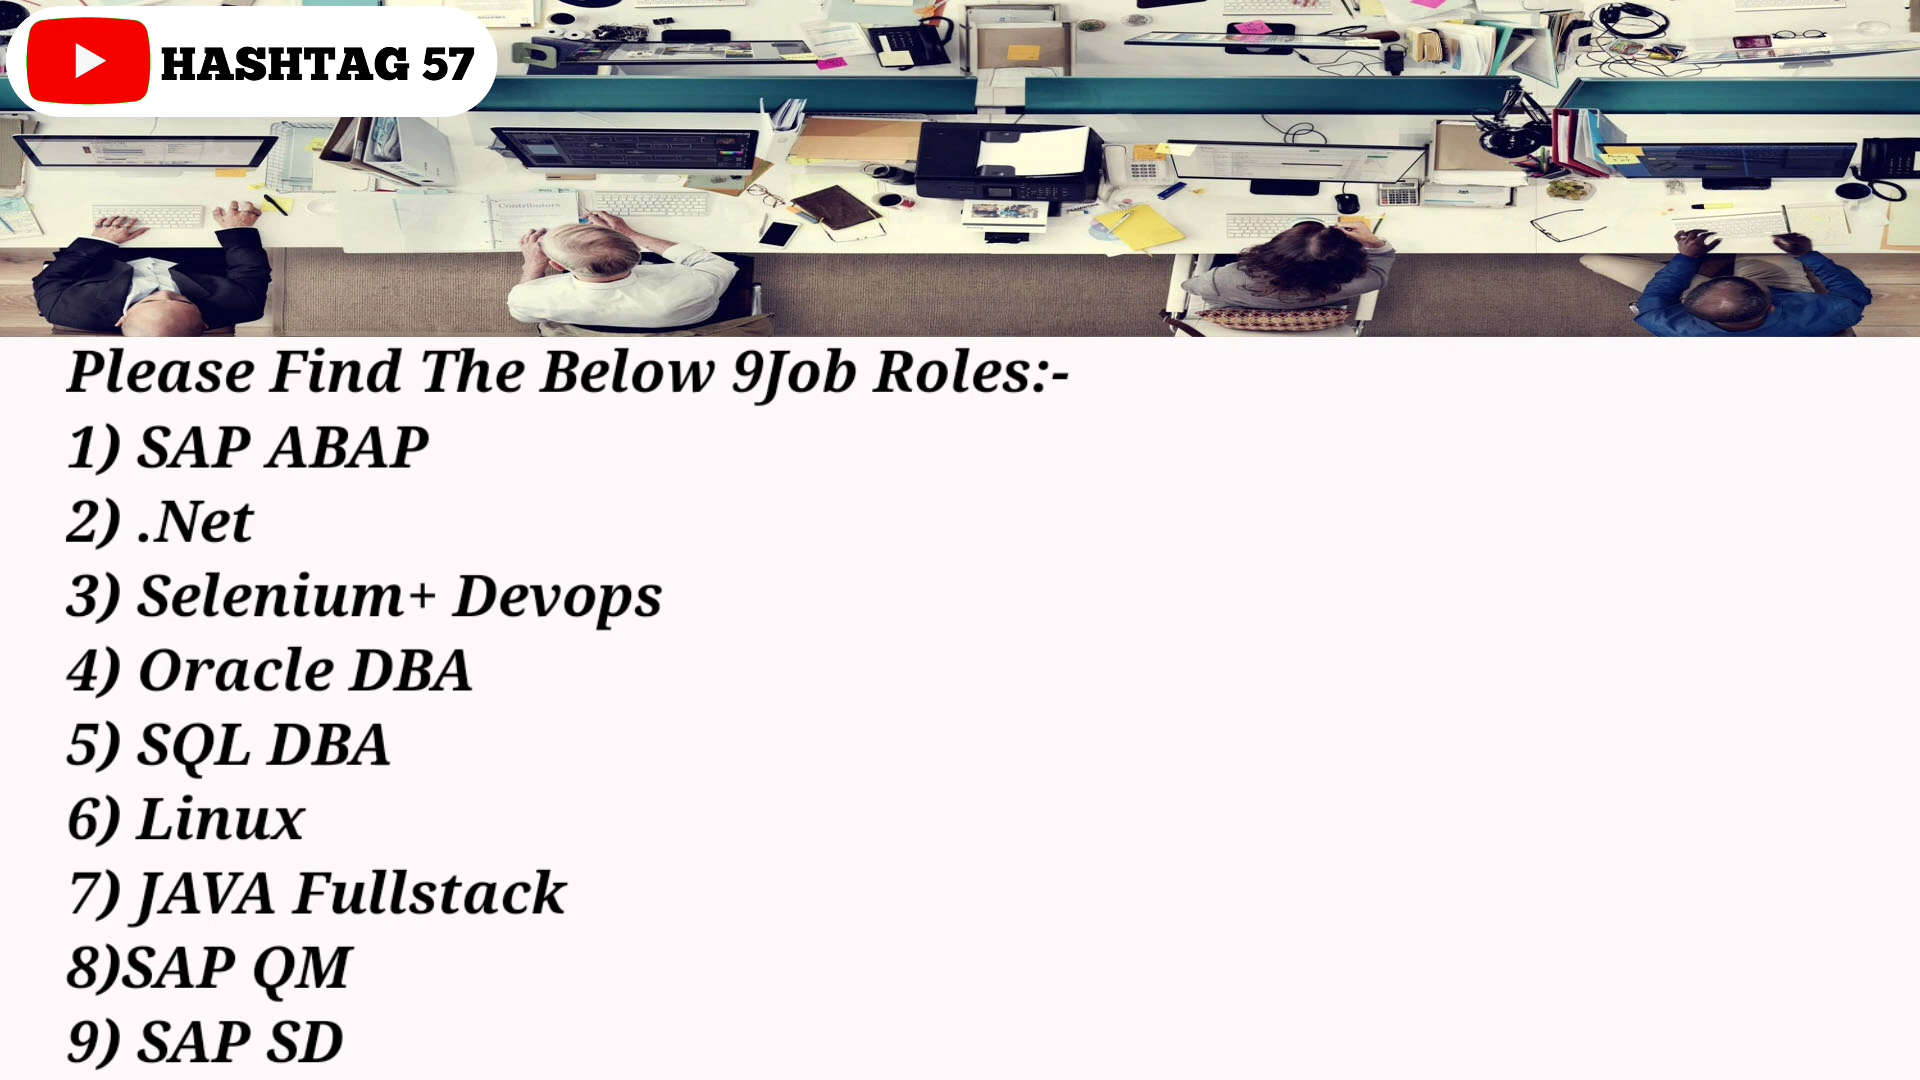 HASHTAG 57
Contributors
Please Find The Below 9Job Roles:-
1) SAP ABAP
2) .Net
3) Selenium+ Devops
4) Oracle DBA
5) SQL DBA
6) Linux
7) JAVA Fullstack
8)SAP QM
9) SAP SD